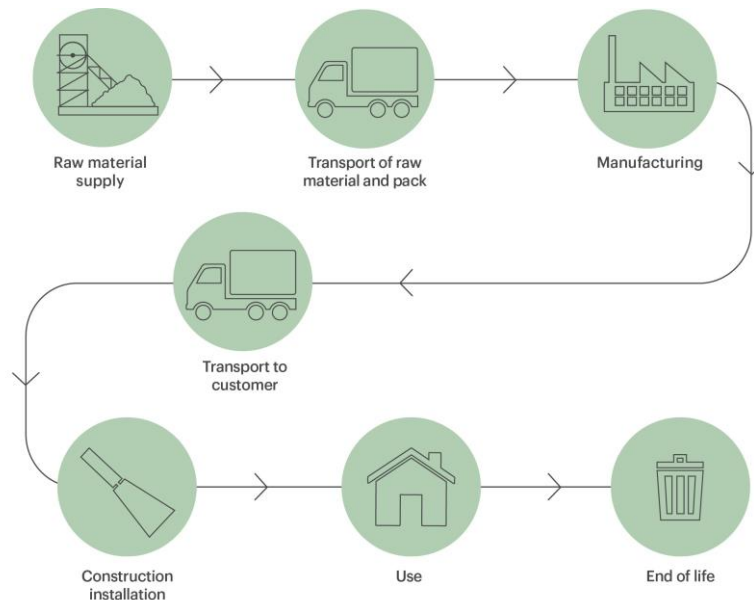 Raw material
supply
Transport of raw
material and pack
Manufacturing
Transport to
customer
Construction
installation
Use
End of life